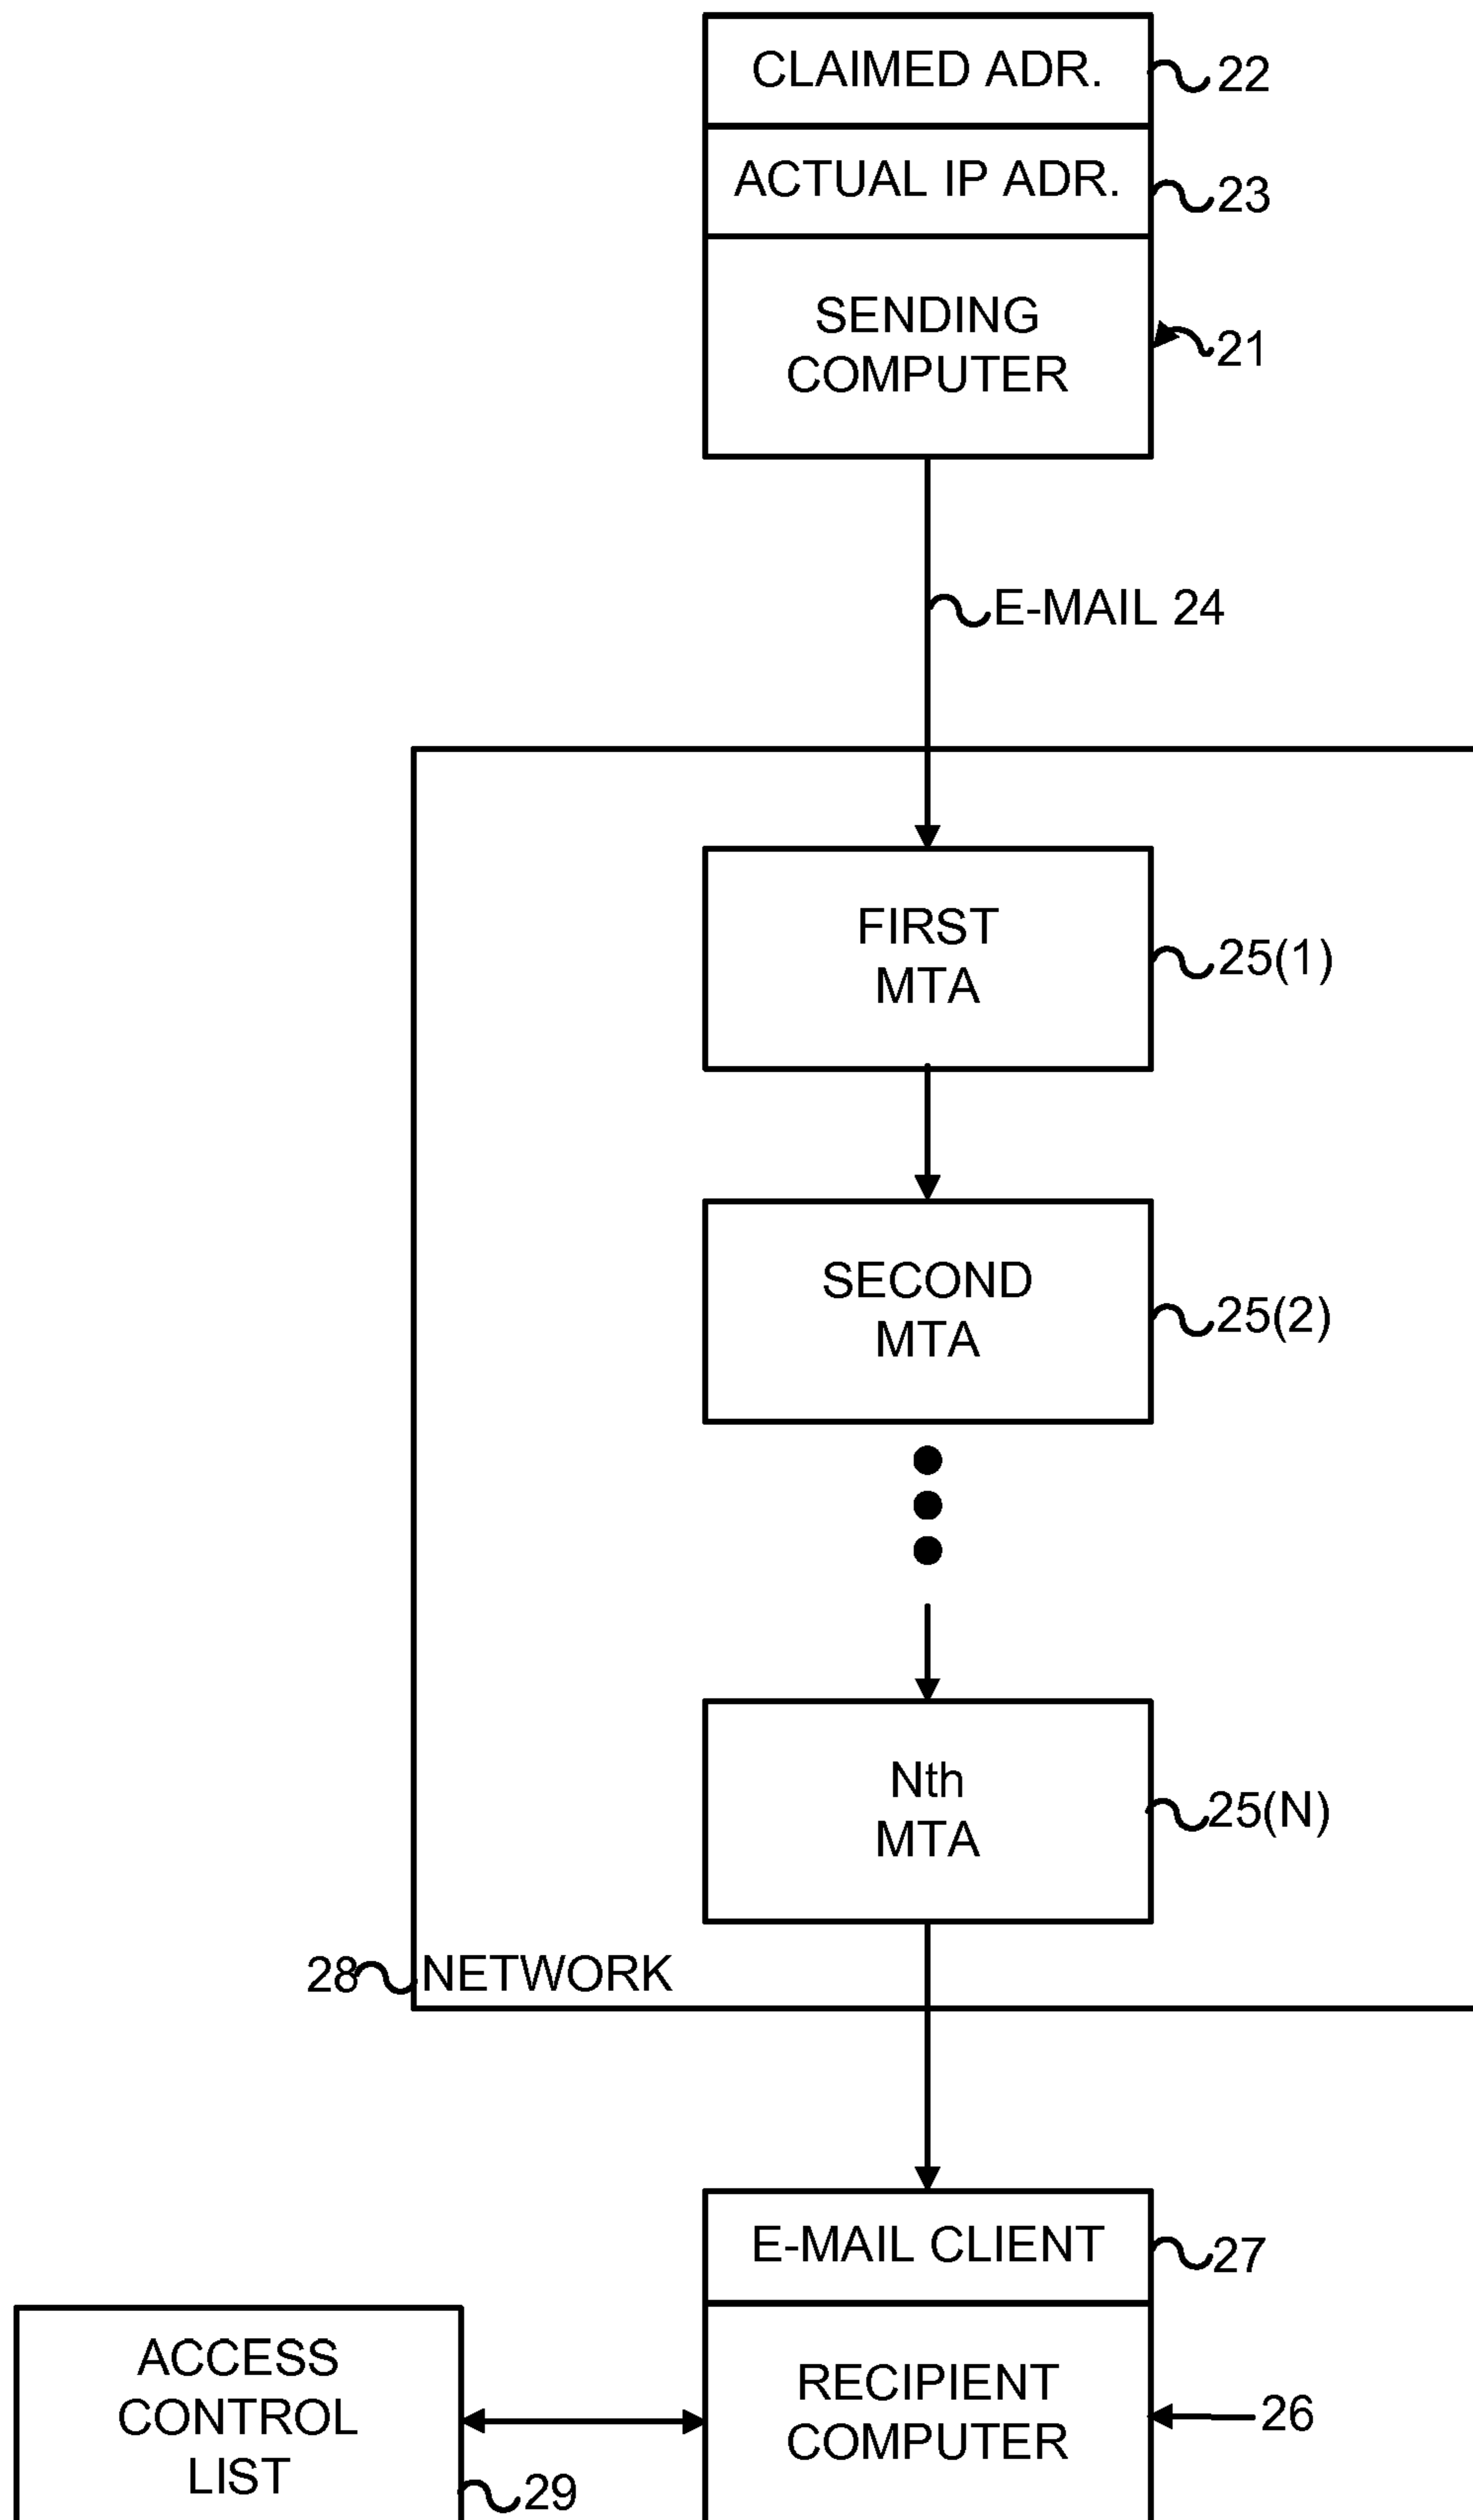 CLAIMED ADR.
22
ACTUAL IP ADR.
23
SENDING
COMPUTER
21
E-MAIL 24
FIRST
MTA
25(1)
SECOND
MTA
25(2)
Nth
MTA
25(N)
28
NETWORK
E-MAIL CLIENT
27
ACCESS
CONTROL
LIST
29
RECIPIENT
COMPUTER
26